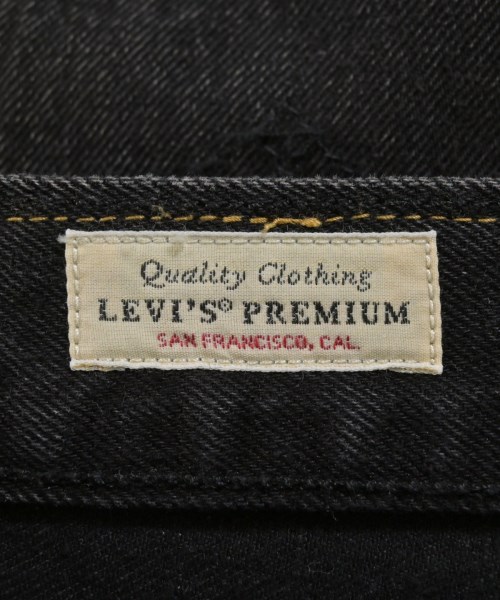 Quality Clothing
LEVI'S® PREMIUM
SAN FRANCISCO, CAL.